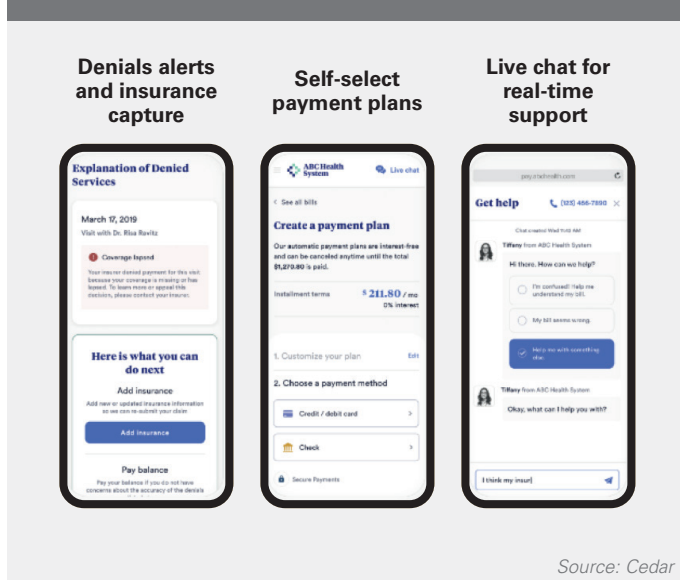 Denials alerts
and insurance
capture
Self-select
payment plans
Live chat for
real-time
support
Explanation of Denied
Services
March 17, 2019
Visit with Dr. Risa Ravitz
Coverage lapsed
Your insurer denied payment for this visit
because your coverage is missing or has
lapsed. To learn more or appeal this
decision, please contact your insurer.
Here is what you can
do next
Add insurance
Add new or updated insurance information
so we can re-submit your claim
Add insurance
Pay balance
Pay your balance if you do not have
concerns about the accuracy of the denials
ABC Health
System
Live chat
< See all bills
Create a payment plan
Our automatic payment plans are interest-free
and can be canceled anytime until the total
$1,270.80 is paid.
Installment terms
$211.80 / mo
0% interest
1. Customize your plan
Edit
2. Choose a payment method
Credit / debit card
Check
Secure Payments
Get help
(123) 456-7890
Tiffany from ABC Health System
Hi there. How can we help?
I'm confused! Help me
understand my bill.
My bill seems wrong.
Help me with something
else.
Tiffany from ABC Health System
Okay, what can I help you with?
I think my insur
Source: Cedar